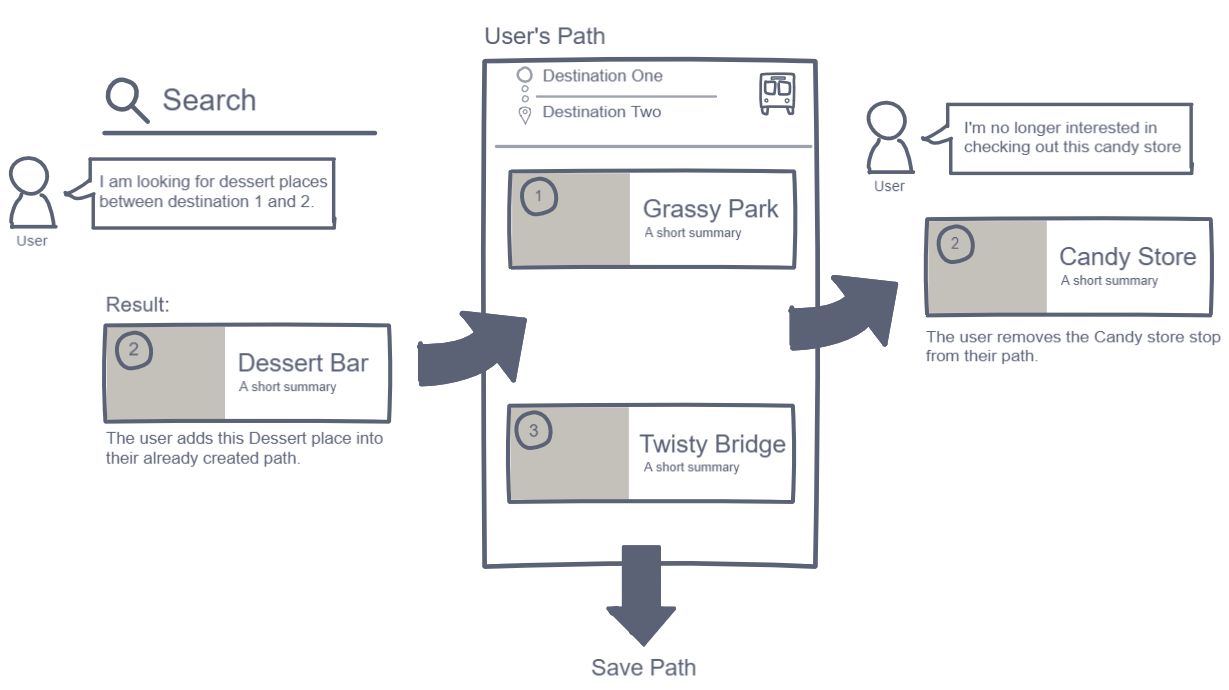 User's Path
Search
I am looking for dessert places
between destination 1 and 2.
User
Result:
2
Dessert Bar
A short summary
The user adds this Dessert place into
their already created path.
Destination One
Destination Two
1
Grassy Park
A short summary
3
Twisty Bridge
A short summary
Save Path
I'm no longer interested in
checking out this candy store
User
2
Candy Store
A short summary
The user removes the Candy store stop
from their path.